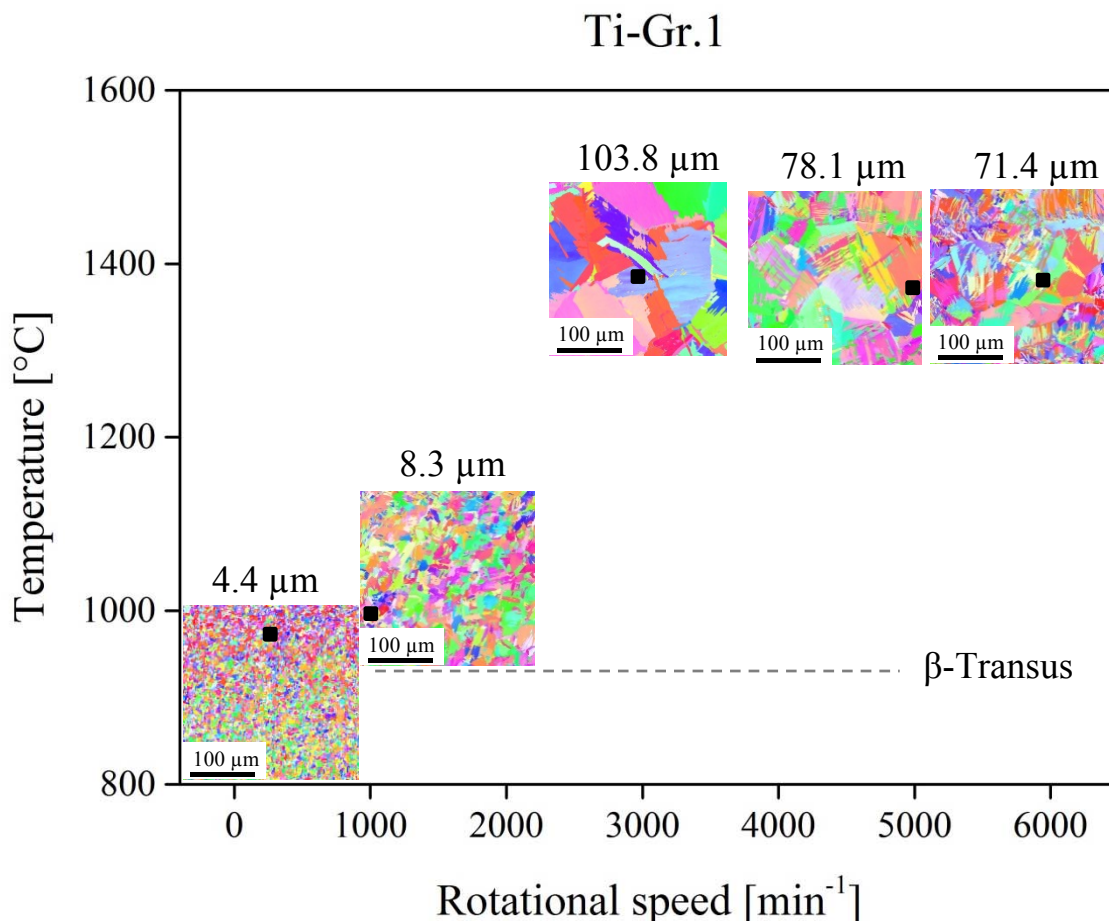 Ti-Gr.1
Temperature [°C]
1600
1400
1200
1000
800
103.8 µm
78.1 µm
71.4 µm
100 µm
100 µm
100 µm
8.3 µm
4.4 µm
100 µm
100 µm
β-Transus
0 1000 2000 3000 4000 5000 6000
Rotational speed [min⁻¹]